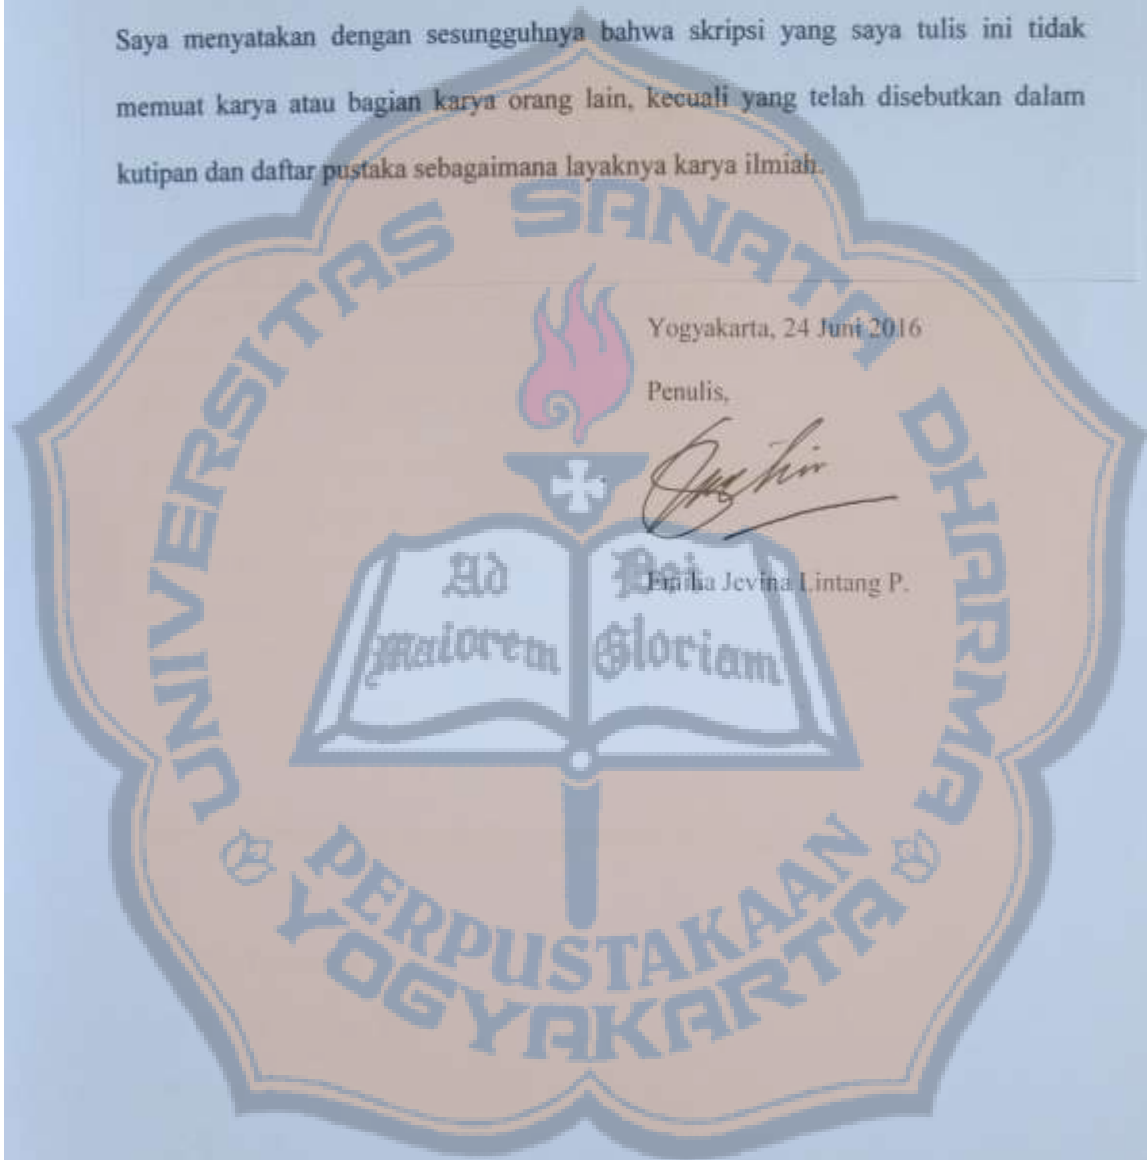 Saya menyatakan dengan sesungguhnya bahwa skripsi yang saya tulis ini tidak
memuat karya atau bagian karya orang lain, kecuali yang telah disebutkan dalam
kutipan dan daftar pustaka sebagaimana layaknya karya ilmiah.
UNIVERSITAS SANATA DHARMA
Yogyakarta, 24 Juni 2016
Penulis,
Ad
Dei
Emilia Jevina Lintang P.
maiorem
Gloriam
PERPUSTAKAAN
YOGYAKARTA